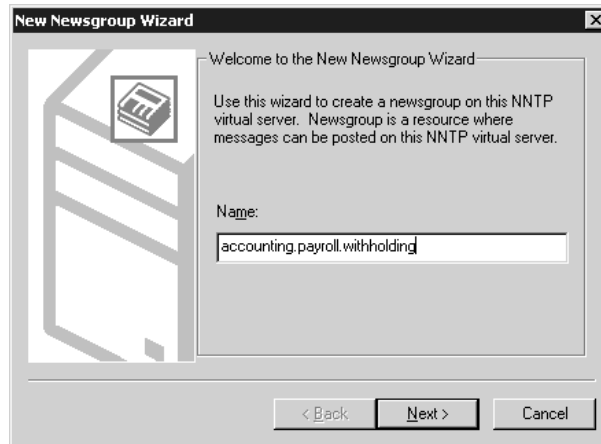 New Newsgroup Wizard
Welcome to the New Newsgroup Wizard
Use this wizard to create a newsgroup on this NNTP
virtual server. Newsgroup is a resource where
messages can be posted on this NNTP virtual server.
Name:
accounting.payroll.withholding
< Back
Next >
Cancel